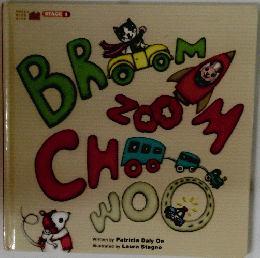 STAGE 1
BROOM
ZOOM
CHOO
WOO
Written by Patricia Daly Oe
Illustrated by Laura Stagno